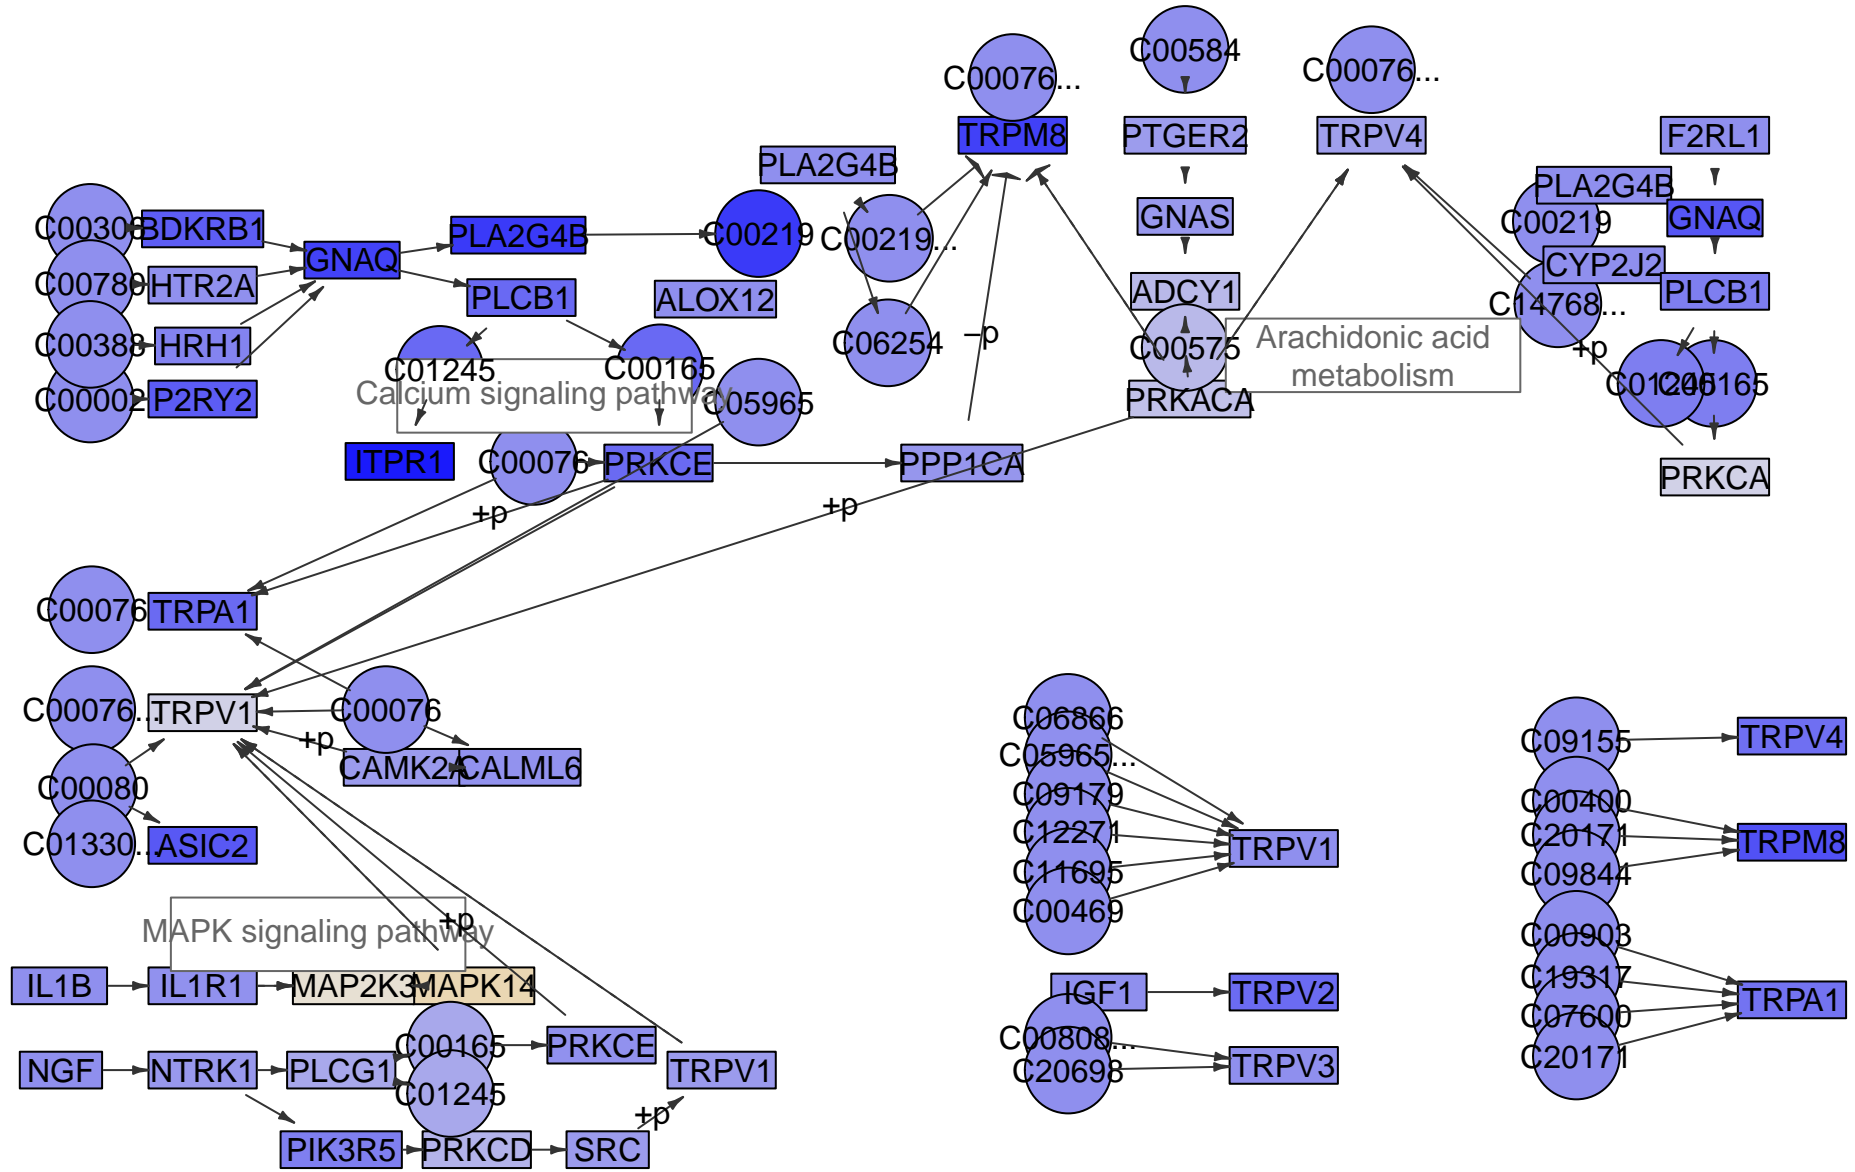 C00584
C00076...
C00076...
TRPM8
PTGER2
TRPV4
F2RL1
PLA2G4B
PLA2G4B
C00219
GNAS
GNAQ
BDKRB1
PLA2G4B
C00219
C00219...
GNAQ
CYP2J2
HTR2A
PLCB1
ALOX12
ADCY1
PLCB1
C14768...
C00388
HRH1
C06254
–p
C00575
Arachidonic acid
metabolism
+p
C01245
C00165
Calcium signaling pathway
C00002
P2RY2
C05965
PRKACA
C00165
ITPR1
C00076
PRKCE
PPP1CA
PRKCA
+p
+p
C00076
TRPA1
C00076...
TRPV1
C00076
+p
CAMK2A
CALML6
C00080
C01330...
ASIC2
C06866
C05965...
C09179
C12271
C11695
C00469
TRPV1
C09155
TRPV4
C00400
C20171
C09844
TRPM8
+p
MAPK signaling pathway
C00903
C19317
C07600
C20171
TRPA1
IL1B
IL1R1
MAP2K3
MAPK14
IGF1
TRPV2
C00165
PRKCE
C00808...
C20698
TRPV3
NGF
NTRK1
PLCG1
C01245
TRPV1
+p
PIK3R5
PRKCD
SRC